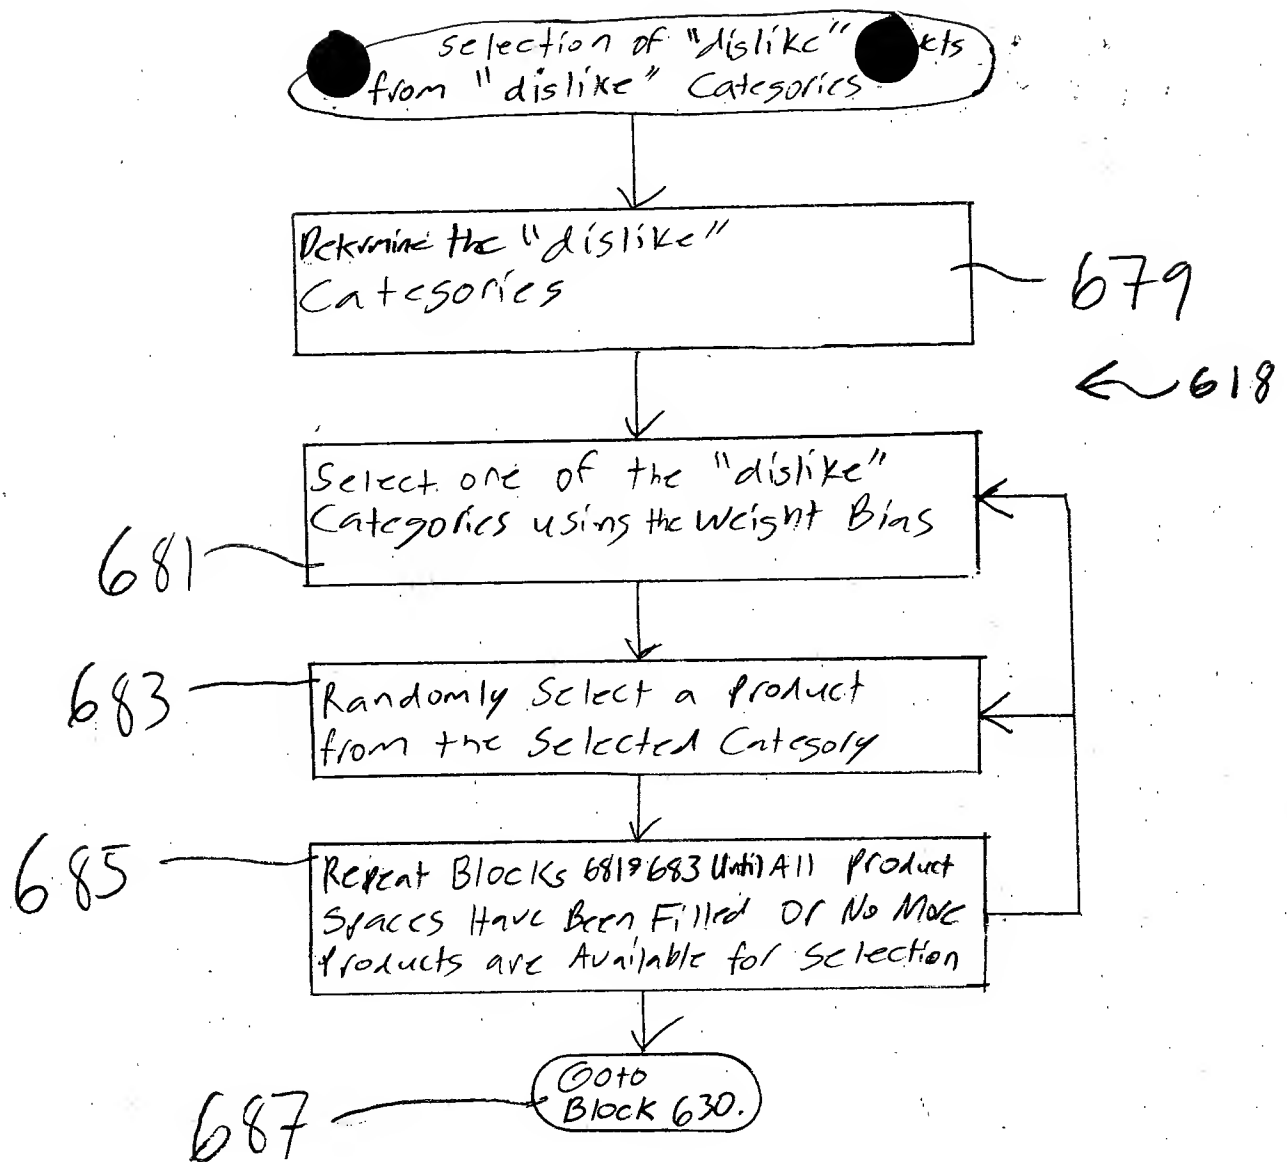 selection of "dislike" cts
from "dislike" Categories
Determine the "dislike"
Categories
679
618
Select one of the "dislike"
Categories using the Weight Bias
681
683
Randomly Select a Product
from the Selected Category
685
Repeat Blocks 681&683 Until All Product
Spaces Have Been Filled Or No More
Products are Available for Selection
Goto
Block 630.
687